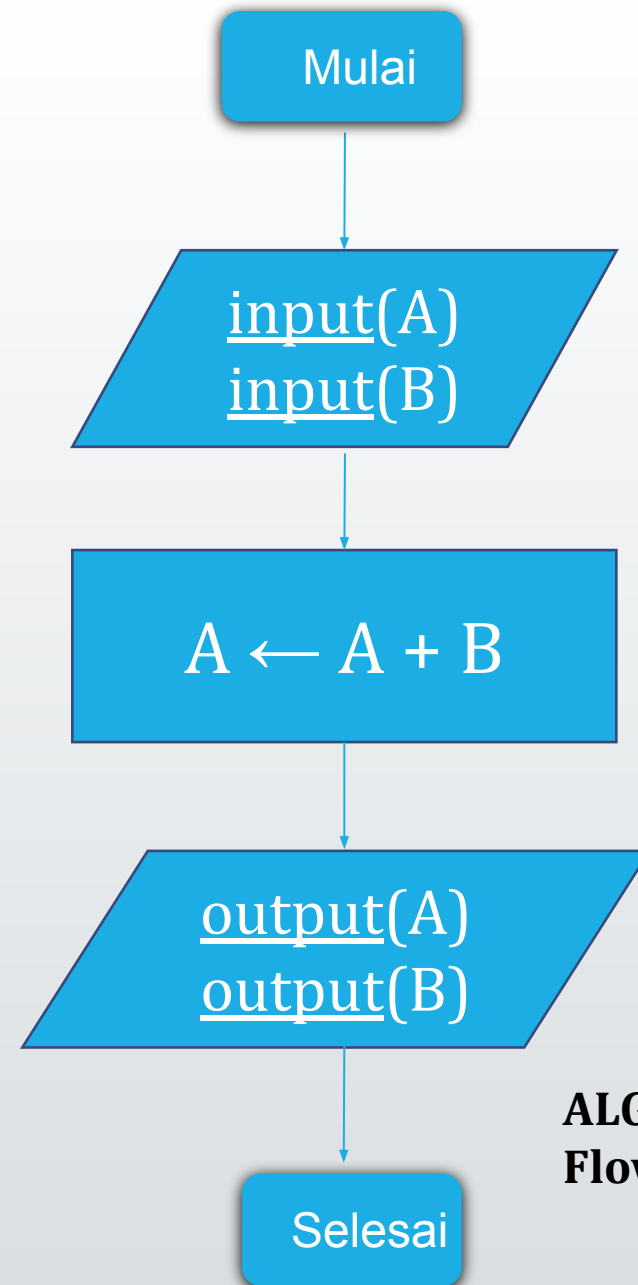 Mulai
input(A)
input(B)
A ← A + B
output(A)
output(B)
Selesai